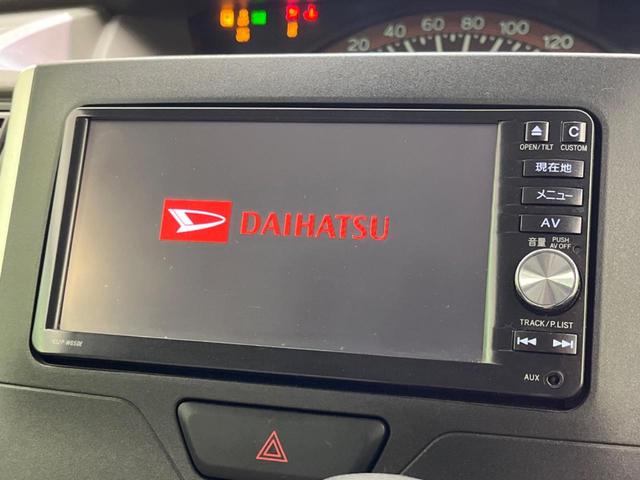 20 40 60 80 100 120
OPEN/TILT
C
CUSTOM
現在地
メニュー
AV
DAIHATSU
音量
PUSH
AV OFF
TRACK/P.LIST
AUX